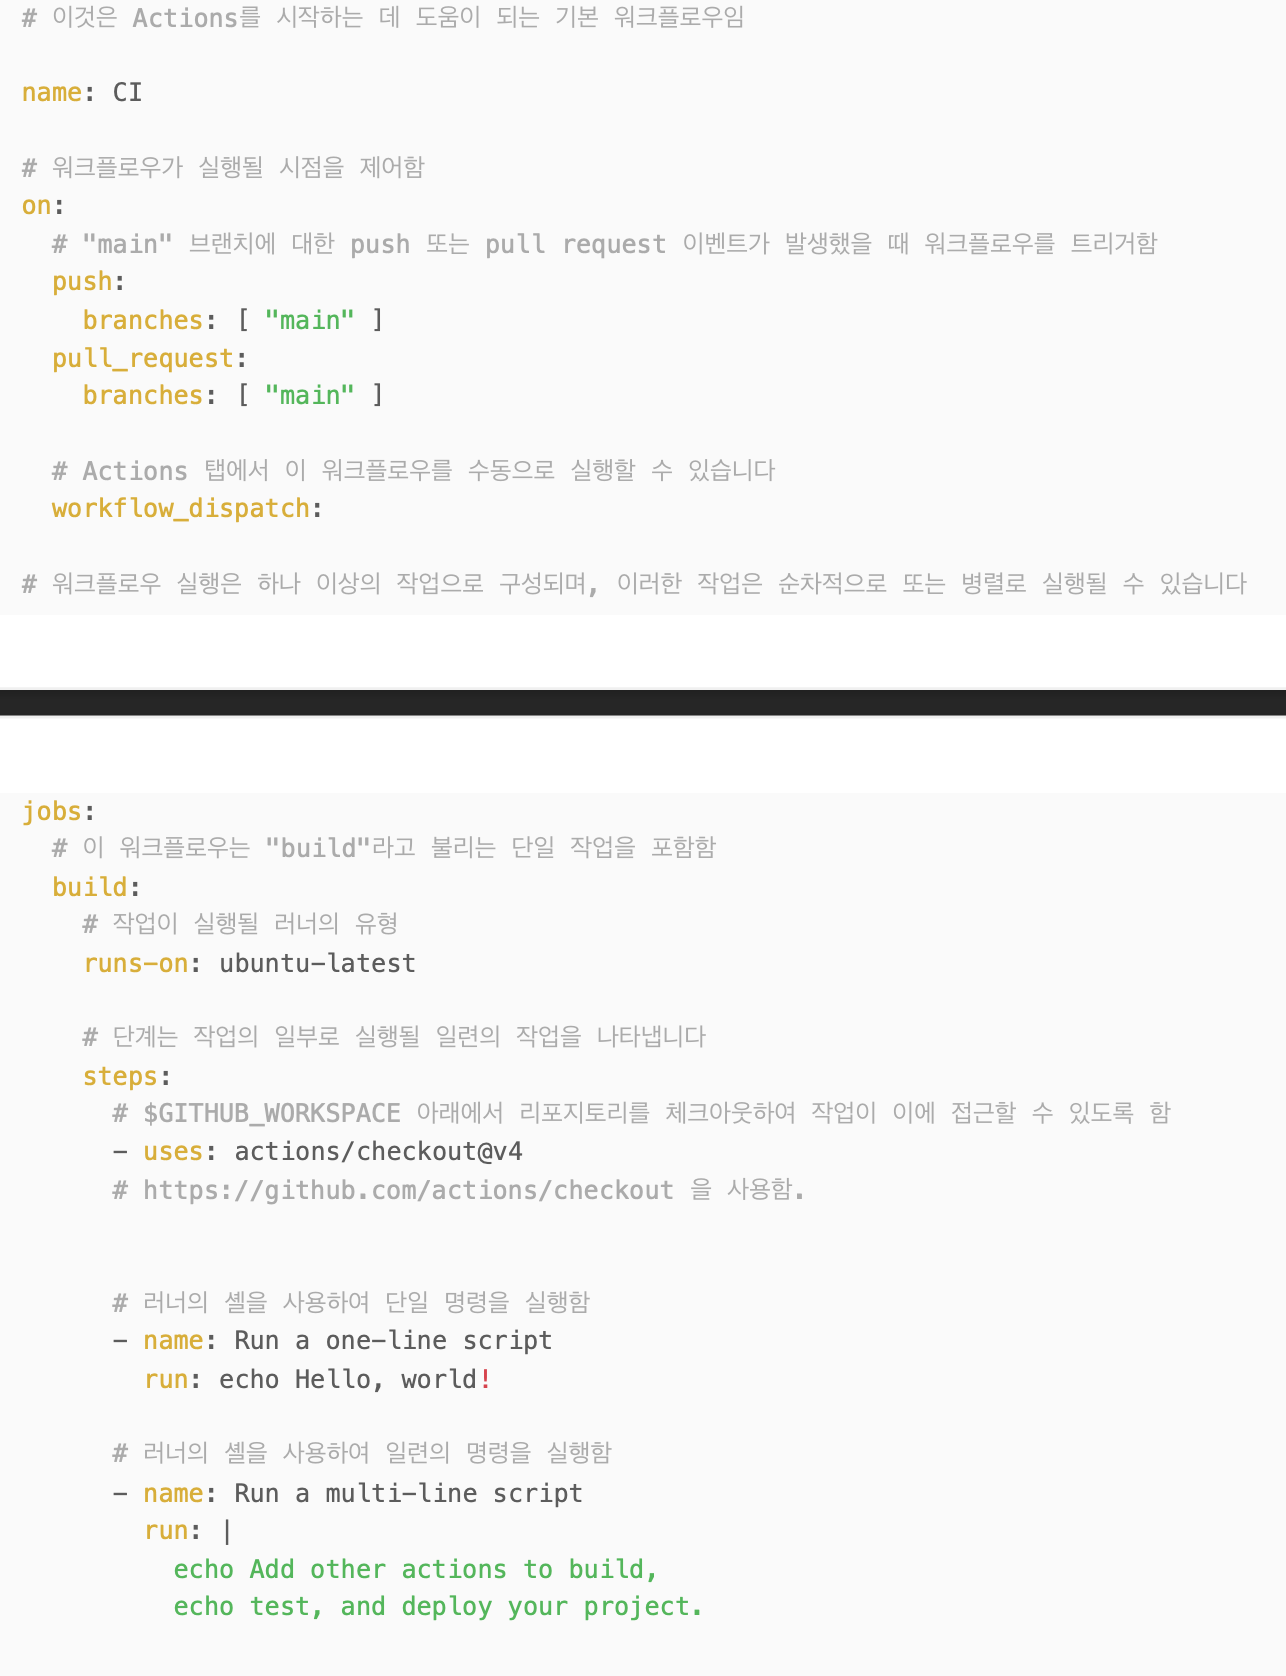 # 이것은 Actions를 시작하는 데 도움이 되는 기본 워크플로우임
name: CI
# 워크플로우가 실행될 시점을 제어함
on:
  # "main" 브랜치에 대한 push 또는 pull request 이벤트가 발생했을 때 워크플로우를 트리거함
  push:
    branches: [ "main" ]
  pull_request:
    branches: [ "main" ]
  # Actions 탭에서 이 워크플로우를 수동으로 실행할 수 있습니다
  workflow_dispatch:
# 워크플로우 실행은 하나 이상의 작업으로 구성되며, 이러한 작업은 순차적으로 또는 병렬로 실행될 수 있습니다
jobs:
  # 이 워크플로우는 "build"라고 불리는 단일 작업을 포함함
  build:
    # 작업이 실행될 러너의 유형
    runs-on: ubuntu-latest
    # 단계는 작업의 일부로 실행될 일련의 작업을 나타냅니다
    steps:
      # $GITHUB_WORKSPACE 아래에서 리포지토리를 체크아웃하여 작업이 이에 접근할 수 있도록 함
      - uses: actions/checkout@v4
      # https://github.com/actions/checkout 을 사용함.
      # 러너의 셸을 사용하여 단일 명령을 실행함
      - name: Run a one-line script
        run: echo Hello, world!
      # 러너의 셸을 사용하여 일련의 명령을 실행함
      - name: Run a multi-line script
        run: |
          echo Add other actions to build,
          echo test, and deploy your project.